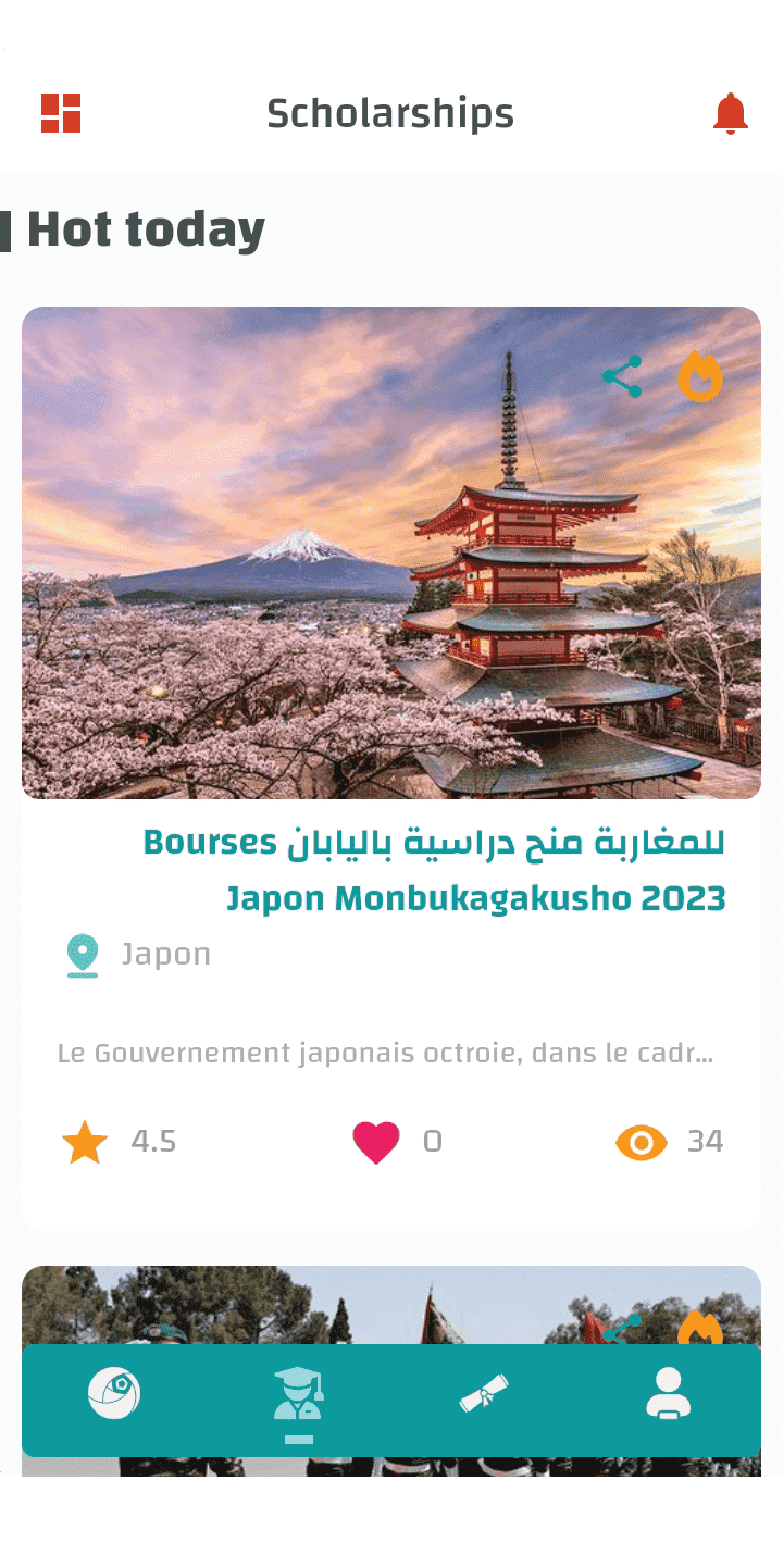 Scholarships
Hot today
للمغاربة منح دراسية باليابان Bourses
Japon Monbukagakusho 2023
Japon
Le Gouvernement japonais octroie, dans le cadr...
4.5
0
34